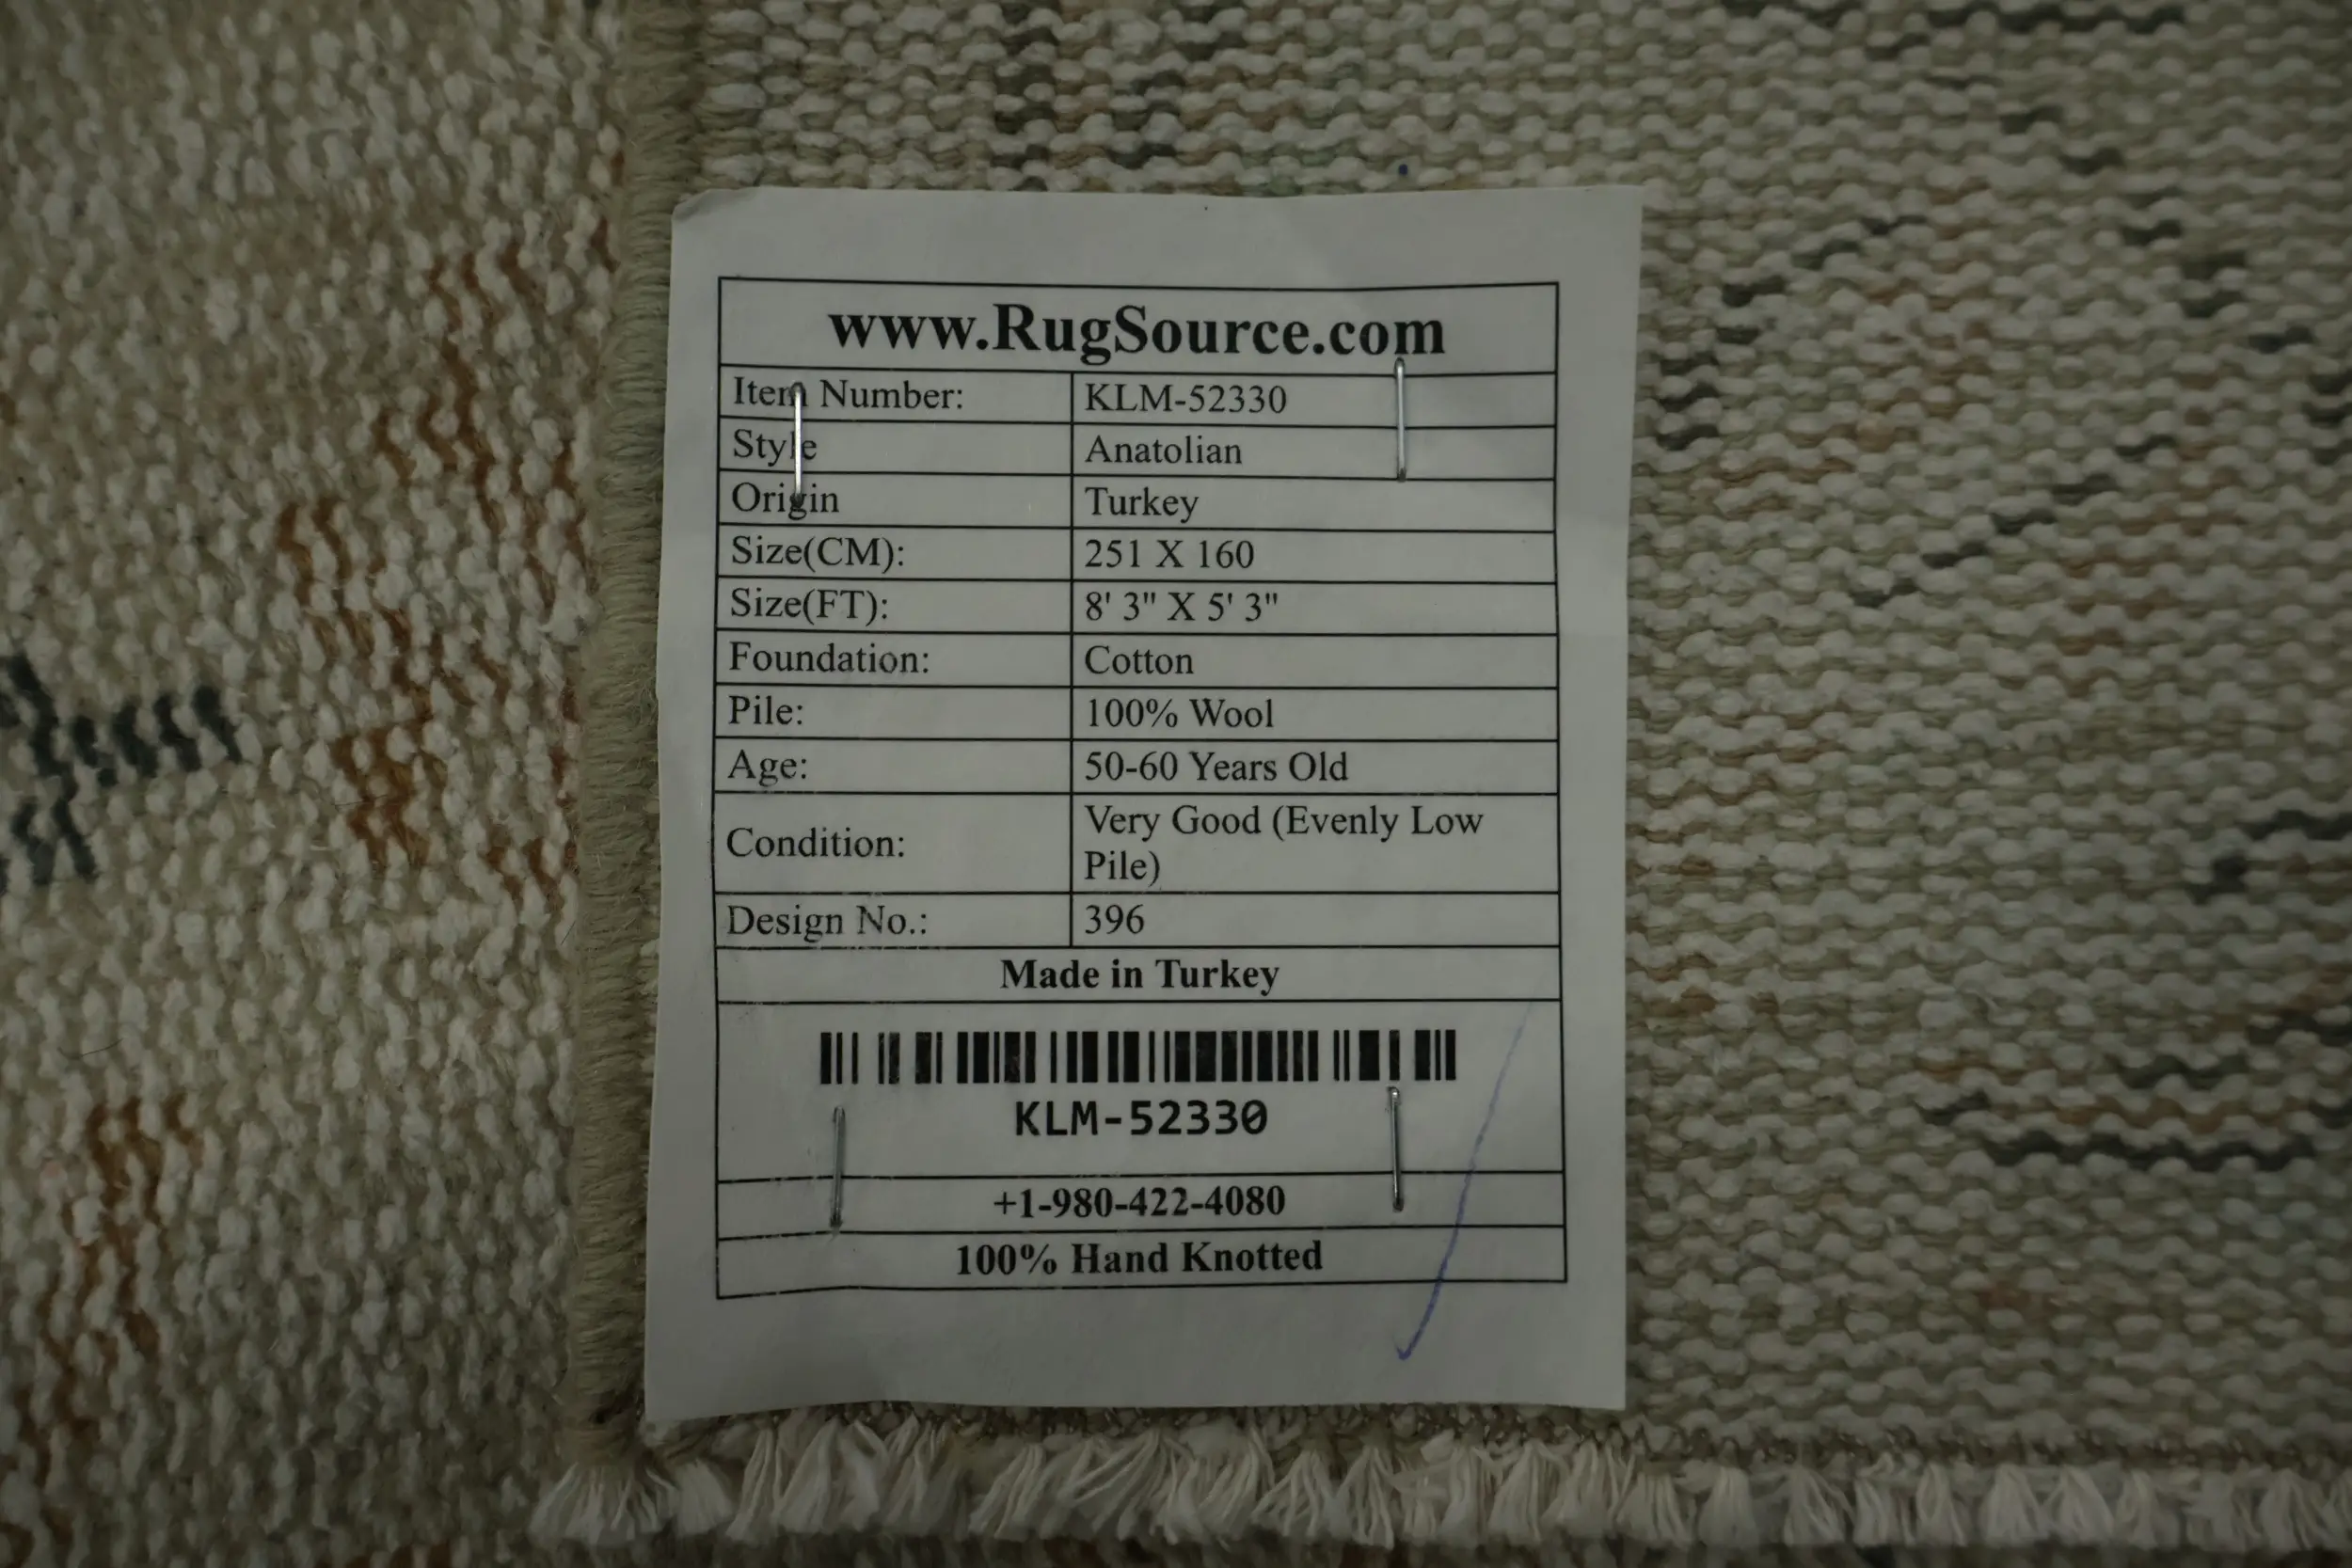 www.RugSource.com
Item Number: KLM-52330
Style Anatolian
Origin Turkey
Size(CM): 251 X 160
Size(FT): 8' 3" X 5' 3"
Foundation: Cotton
Pile: 100% Wool
Age: 50-60 Years Old
Condition: Very Good (Evenly Low
Pile)
Design No.: 396
Made in Turkey
KLM-52330
+1-980-422-4080
100% Hand Knotted